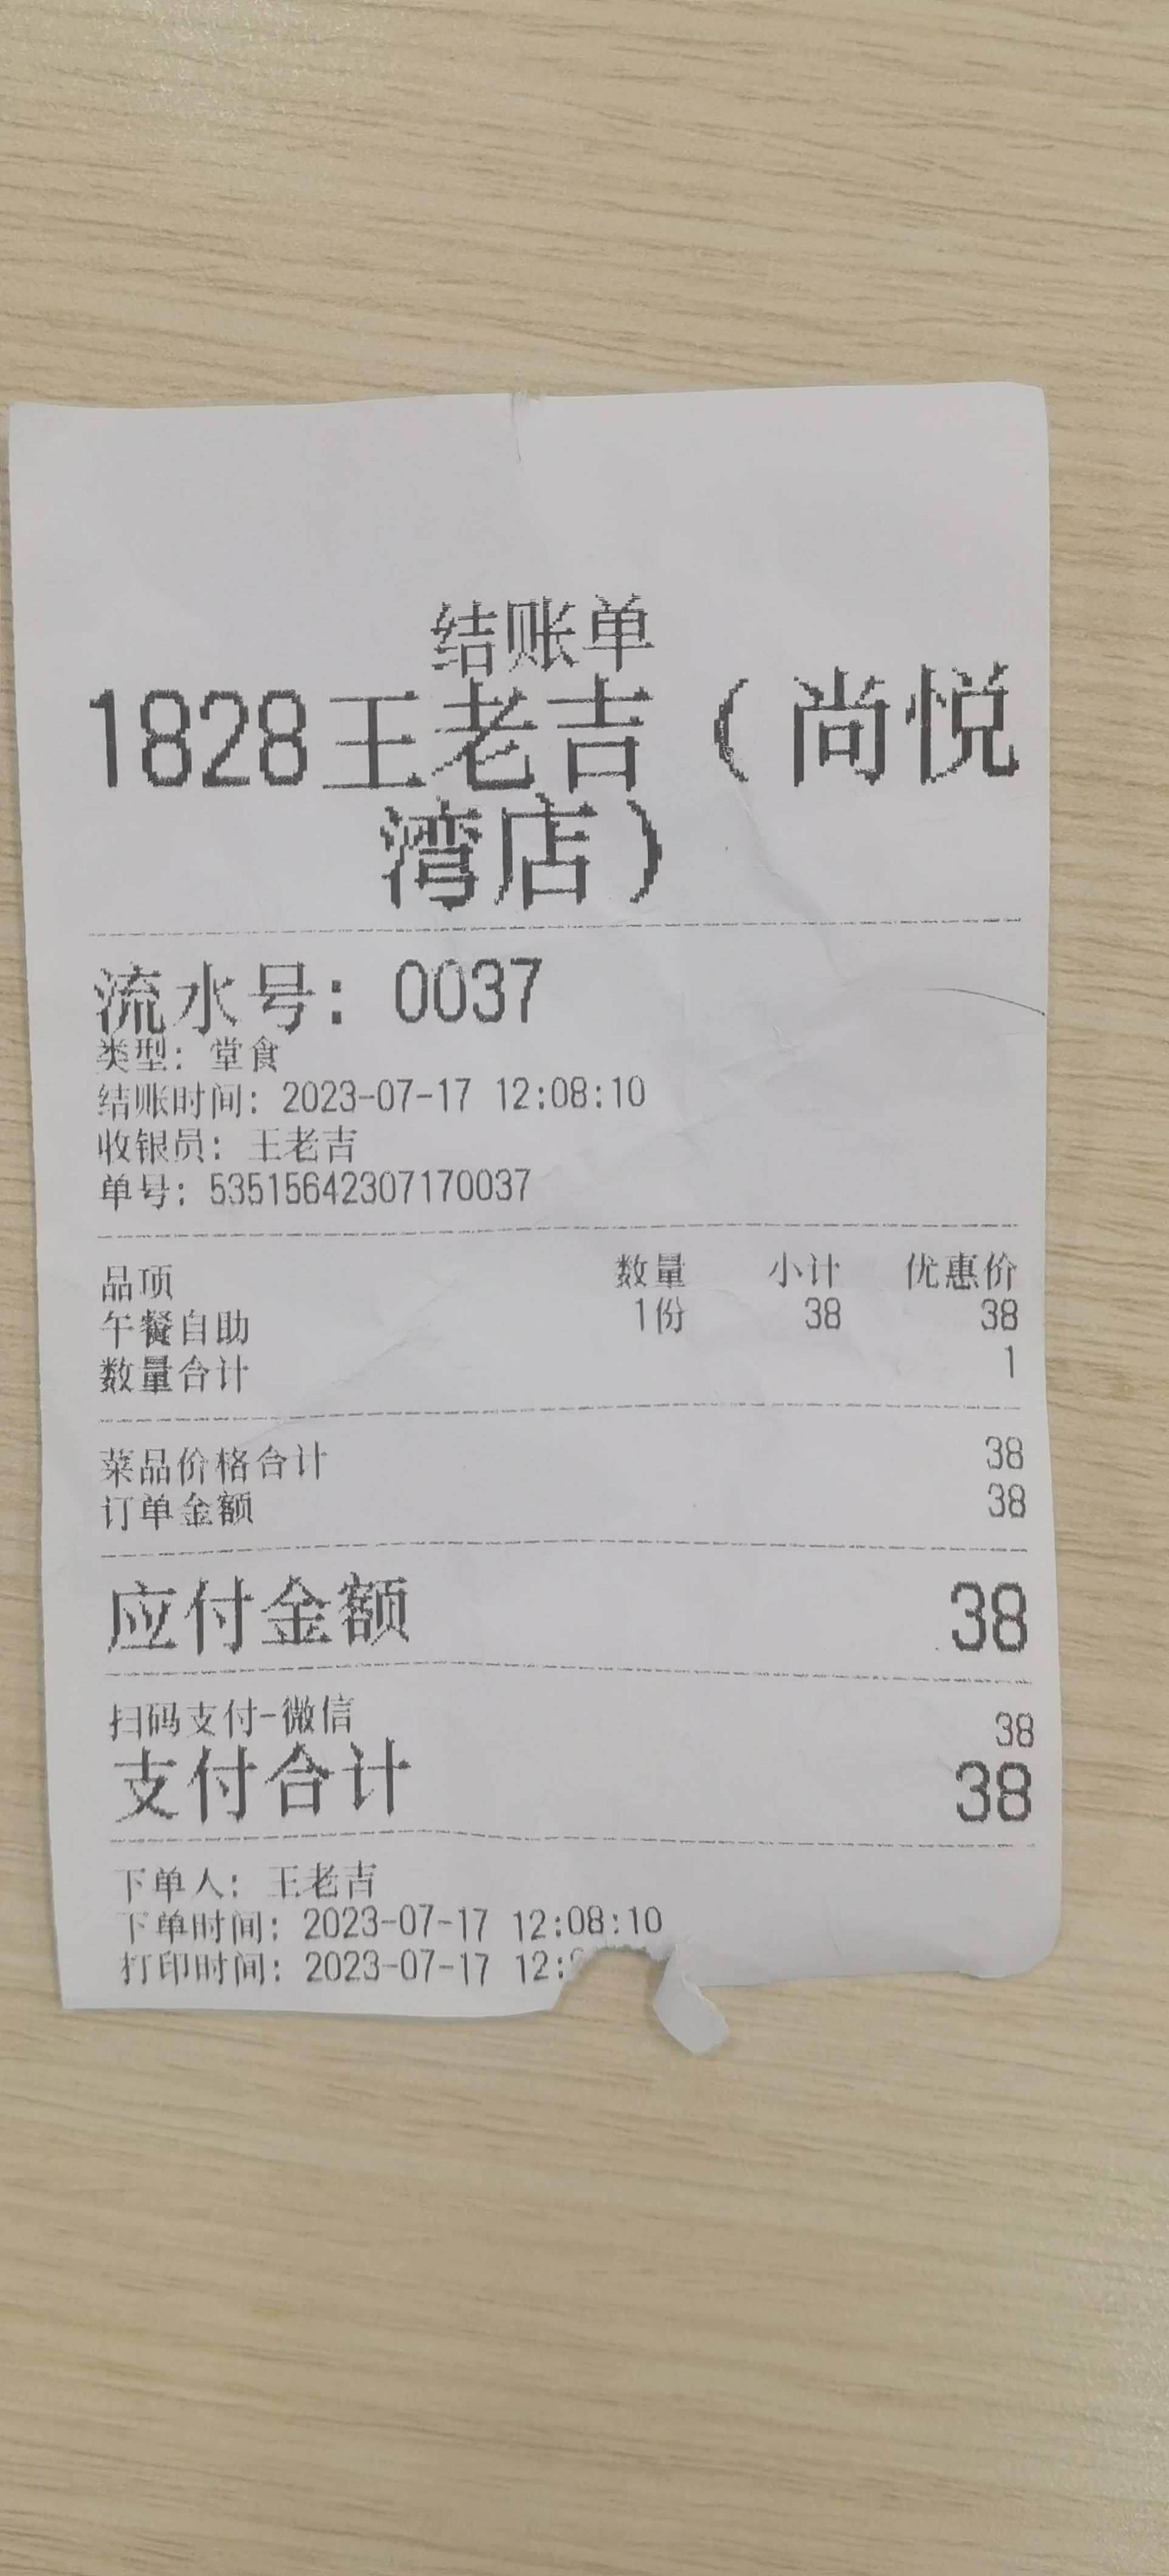 结账单
1828王老吉（尚悦
湾店）
流水号: 0037
类型: 堂食
结账时间: 2023-07-17 12:08:10
收银员: 王老吉
单号: 53515642307170037
品项 数量 小计 优惠价
午餐自助 1份 38 38
数量合计 1
菜品价格合计 38
订单金额 38
应付金额 38
扫码支付-微信 38
支付合计 38
下单人: 王老吉
下单时间: 2023-07-17 12:08:10
打印时间: 2023-07-17 12: